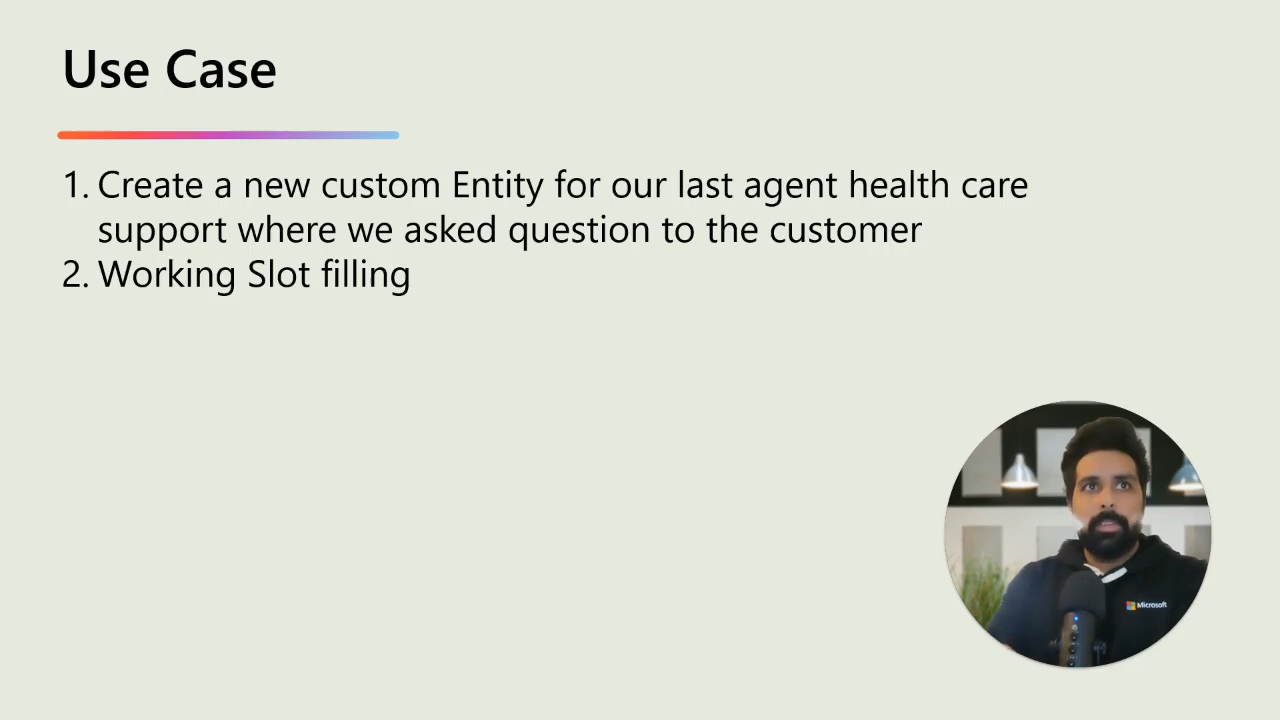 Use Case
1. Create a new custom Entity for our last agent health care
support where we asked question to the customer
2. Working Slot filling
Microsoft